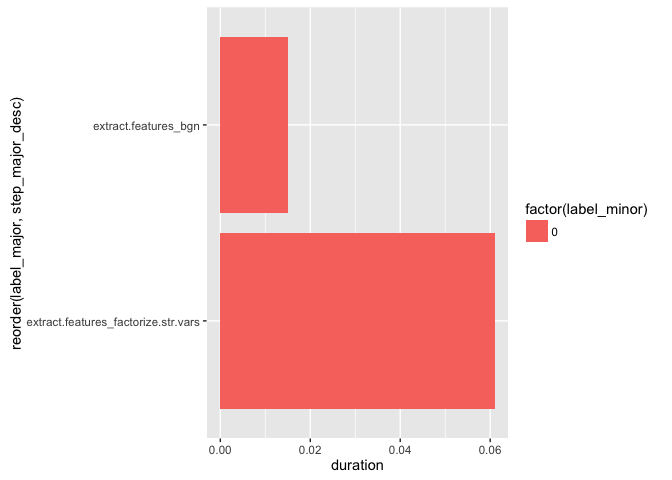 reorder(label_major, step_major_desc)
extract.features_bgn
extract.features_factorize.str.vars
0.00
0.02
0.04
0.06
duration
factor(label_minor)
0